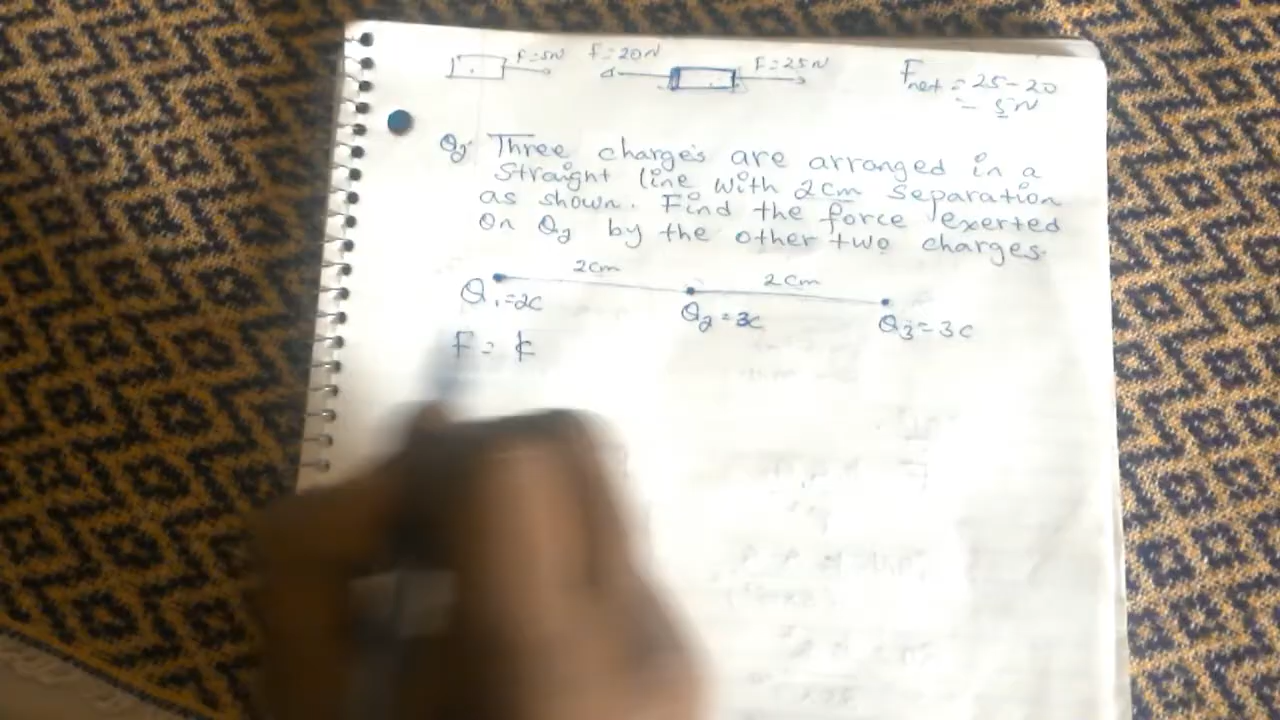 F=5N F=20N F=25N Fnet = 25-20
= 5N
Q. Three charges are arranged in a
Straight line with 2cm Separation
as shown. Find the force exerted
on Q2 by the other two charges.
2cm 2cm
Q1=2C Q2=3C Q3=3C
F= k